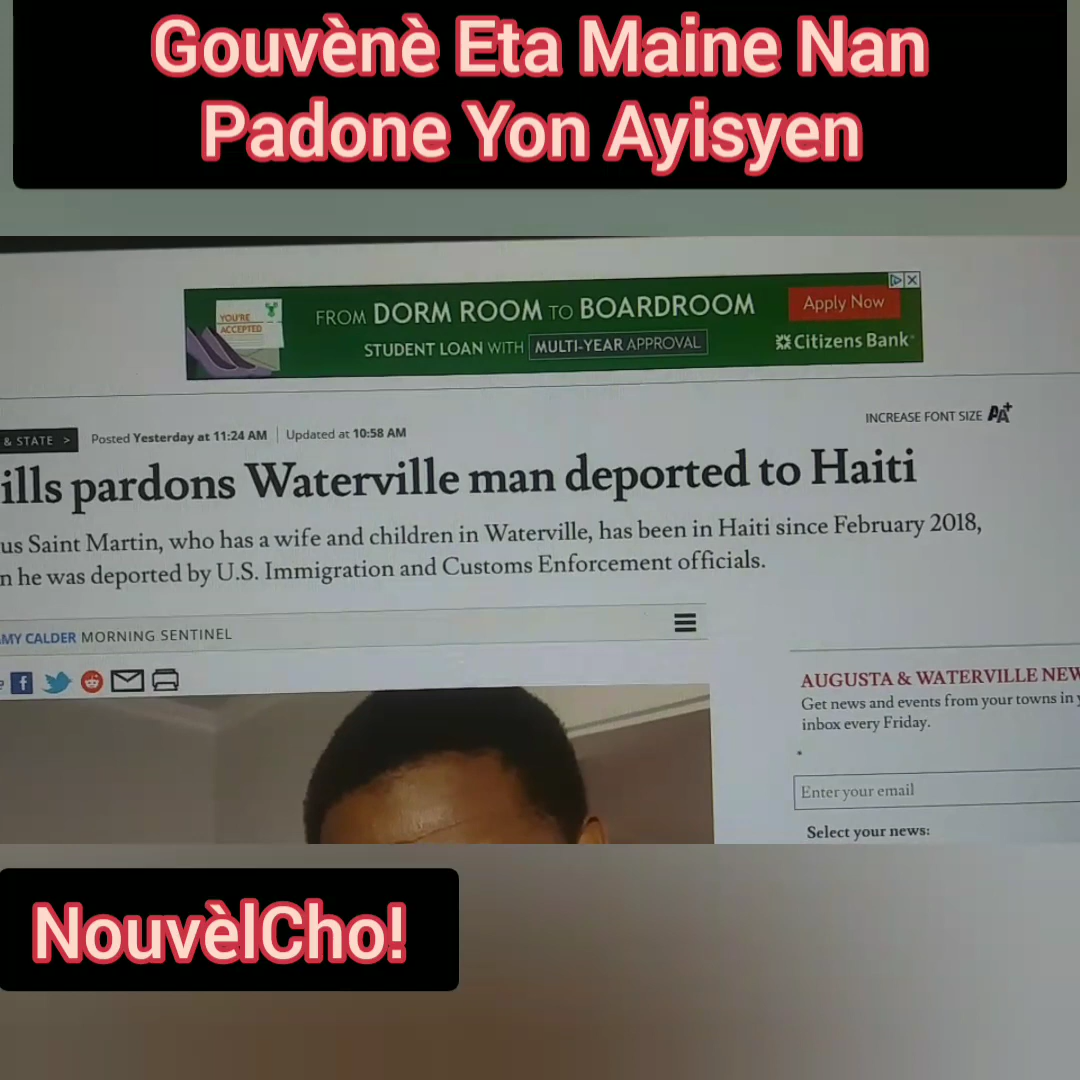 Gouvènè Eta Maine Nan
Padone Yon Ayisyen
YOU'RE
ACCEPTED
FROM DORM ROOM TO BOARDROOM
STUDENT LOAN WITH MULTI-YEAR APPROVAL
Apply Now
Citizens Bank
INCREASE FONT SIZE AA+
& STATE > Posted Yesterday at 11:24 AM | Updated at 10:58 AM
ills pardons Waterville man deported to Haiti
us Saint Martin, who has a wife and children in Waterville, has been in Haiti since February 2018,
n he was deported by U.S. Immigration and Customs Enforcement officials.
MY CALDER MORNING SENTINEL
AUGUSTA & WATERVILLE NEW
Get news and events from your towns in y
inbox every Friday.
*
Enter your email
Select your news:
NouvèlCho!